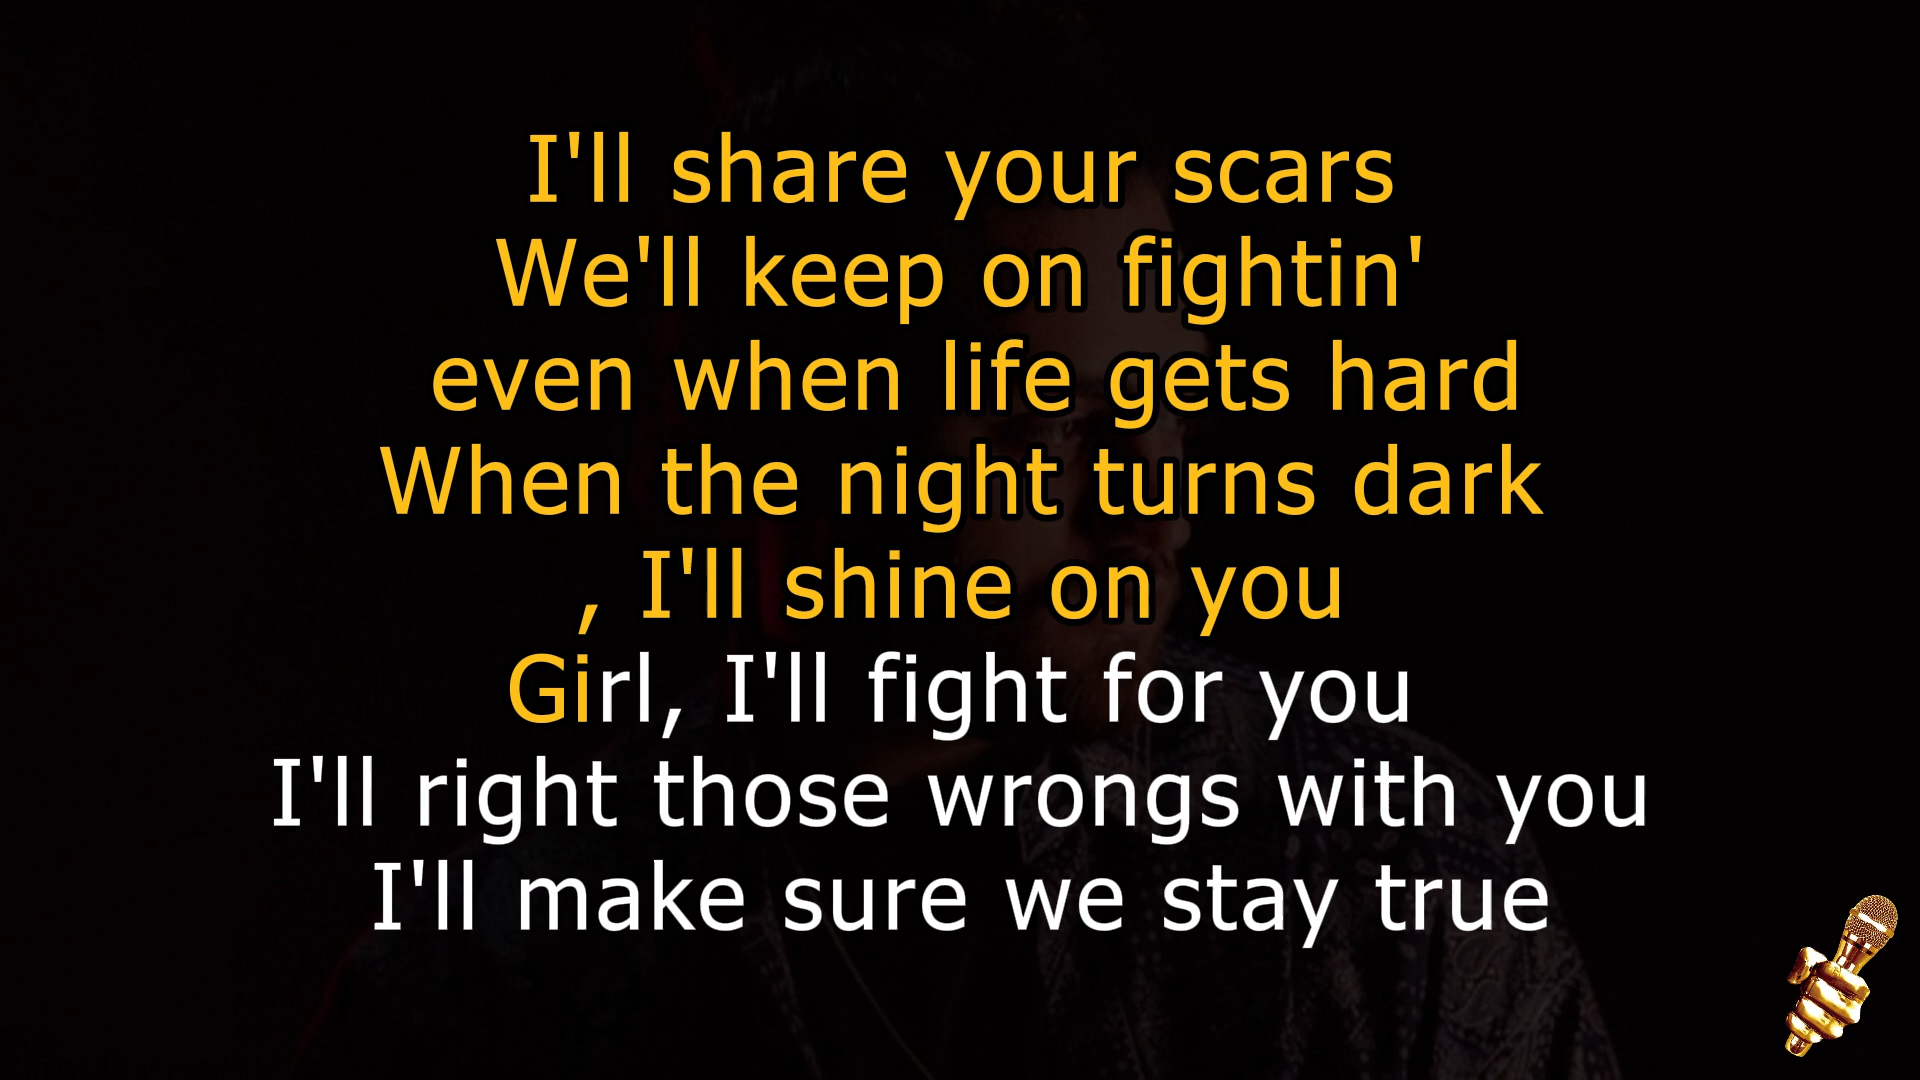 I'll share your scars
We'll keep on fightin'
even when life gets hard
When the night turns dark
, I'll shine on you
Girl, I'll fight for you
I'll right those wrongs with you
I'll make sure we stay true